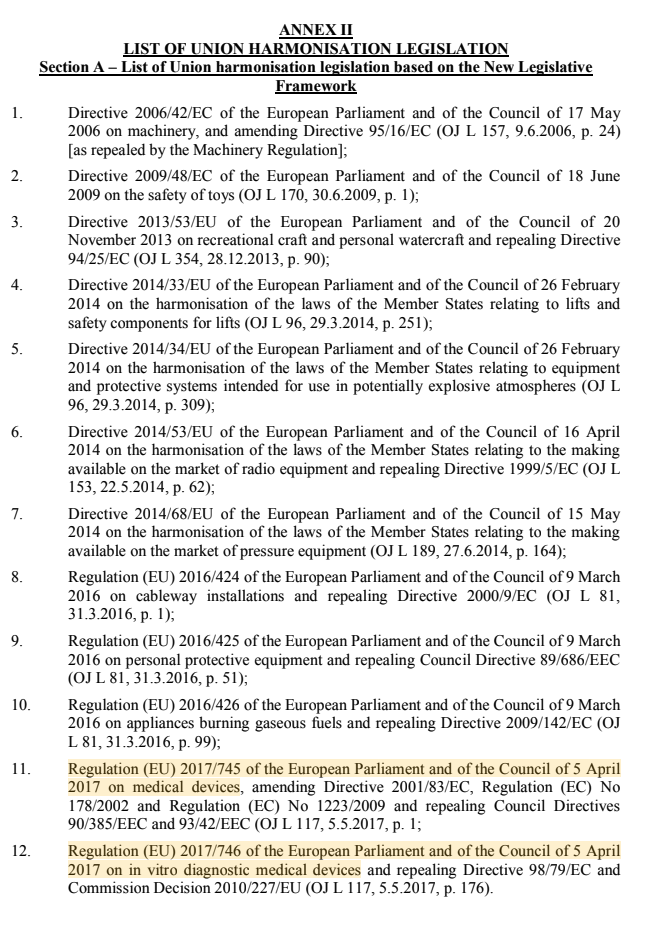 ANNEX II
LIST OF UNION HARMONISATION LEGISLATION
Section A – List of Union harmonisation legislation based on the New Legislative
Framework
1. Directive 2006/42/EC of the European Parliament and of the Council of 17 May
2006 on machinery, and amending Directive 95/16/EC (OJ L 157, 9.6.2006, p. 24)
[as repealed by the Machinery Regulation];
2. Directive 2009/48/EC of the European Parliament and of the Council of 18 June
2009 on the safety of toys (OJ L 170, 30.6.2009, p. 1);
3. Directive 2013/53/EU of the European Parliament and of the Council of 20
November 2013 on recreational craft and personal watercraft and repealing Directive
94/25/EC (OJ L 354, 28.12.2013, p. 90);
4. Directive 2014/33/EU of the European Parliament and of the Council of 26 February
2014 on the harmonisation of the laws of the Member States relating to lifts and
safety components for lifts (OJ L 96, 29.3.2014, p. 251);
5. Directive 2014/34/EU of the European Parliament and of the Council of 26 February
2014 on the harmonisation of the laws of the Member States relating to equipment
and protective systems intended for use in potentially explosive atmospheres (OJ L
96, 29.3.2014, p. 309);
6. Directive 2014/53/EU of the European Parliament and of the Council of 16 April
2014 on the harmonisation of the laws of the Member States relating to the making
available on the market of radio equipment and repealing Directive 1999/5/EC (OJ L
153, 22.5.2014, p. 62);
7. Directive 2014/68/EU of the European Parliament and of the Council of 15 May
2014 on the harmonisation of the laws of the Member States relating to the making
available on the market of pressure equipment (OJ L 189, 27.6.2014, p. 164);
8. Regulation (EU) 2016/424 of the European Parliament and of the Council of 9 March
2016 on cableway installations and repealing Directive 2000/9/EC (OJ L 81,
31.3.2016, p. 1);
9. Regulation (EU) 2016/425 of the European Parliament and of the Council of 9 March
2016 on personal protective equipment and repealing Council Directive 89/686/EEC
(OJ L 81, 31.3.2016, p. 51);
10. Regulation (EU) 2016/426 of the European Parliament and of the Council of 9 March
2016 on appliances burning gaseous fuels and repealing Directive 2009/142/EC (OJ
L 81, 31.3.2016, p. 99);
11. Regulation (EU) 2017/745 of the European Parliament and of the Council of 5 April
2017 on medical devices, amending Directive 2001/83/EC, Regulation (EC) No
178/2002 and Regulation (EC) No 1223/2009 and repealing Council Directives
90/385/EEC and 93/42/EEC (OJ L 117, 5.5.2017, p. 1;
12. Regulation (EU) 2017/746 of the European Parliament and of the Council of 5 April
2017 on in vitro diagnostic medical devices and repealing Directive 98/79/EC and
Commission Decision 2010/227/EU (OJ L 117, 5.5.2017, p. 176).